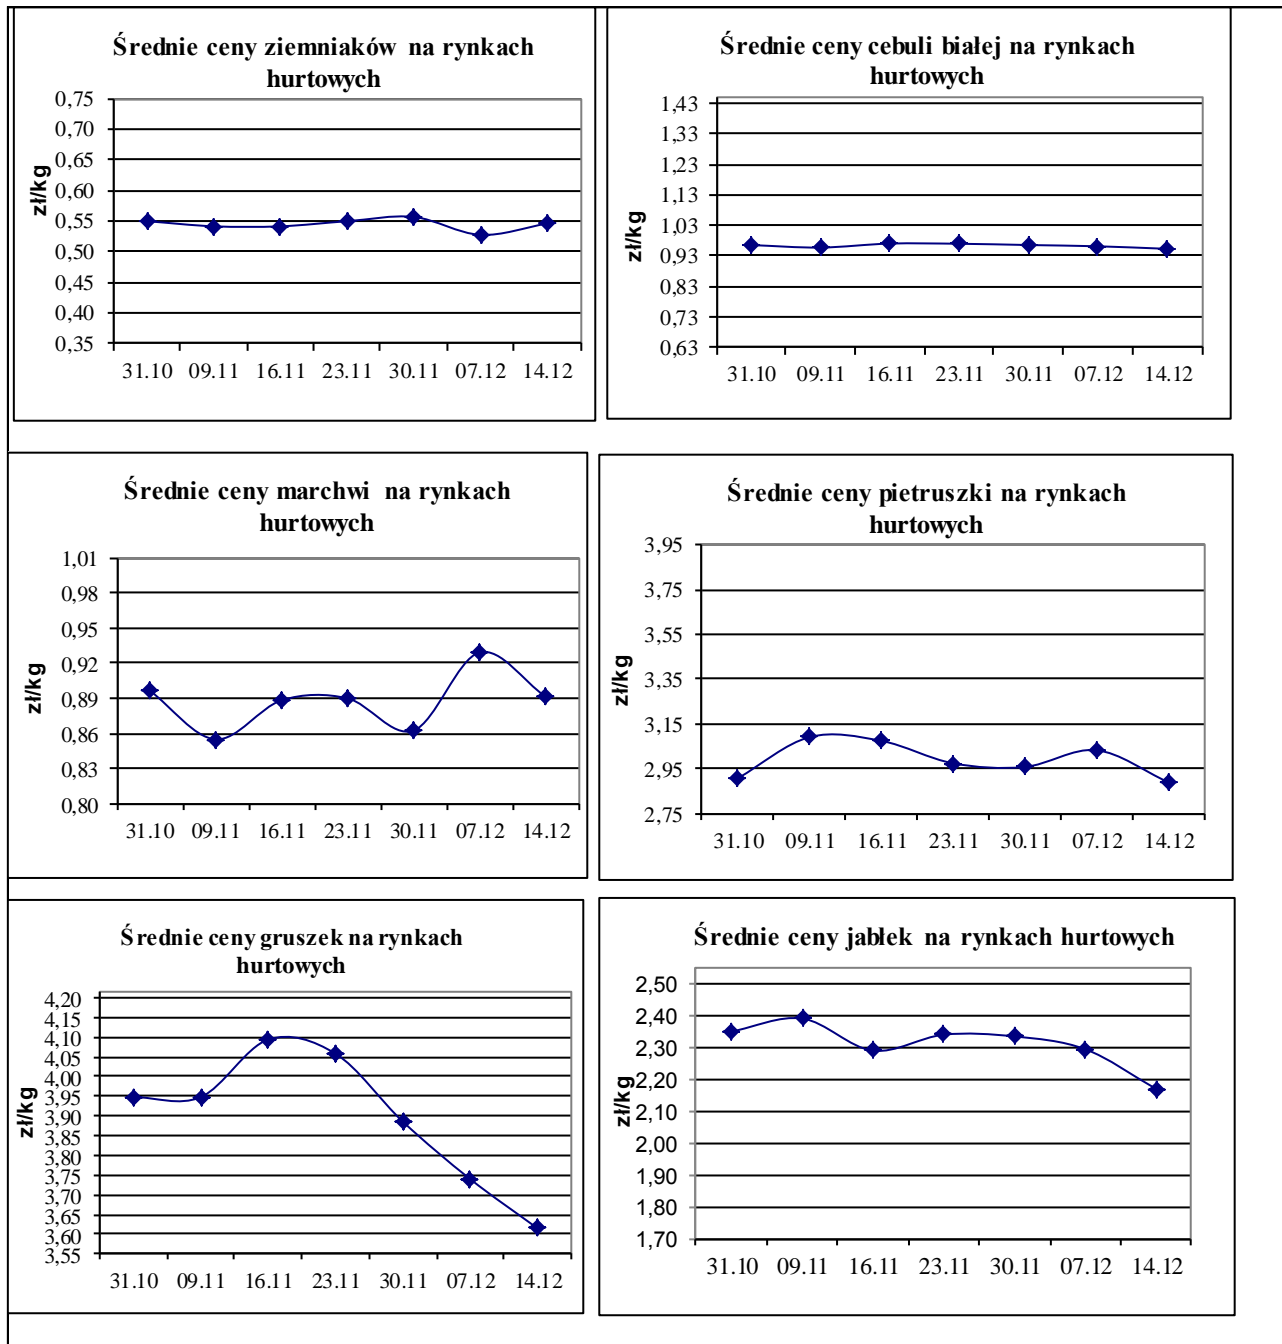 Średnie ceny ziemniaków na rynkach
hurtowych
0,75
0,70
0,65
0,60
0,55
0,50
0,45
0,40
0,35
zł/kg
31.10 09.11 16.11 23.11 30.11 07.12 14.12
Średnie ceny cebuli białej na rynkach
hurtowych
1,43
1,33
1,23
1,13
1,03
0,93
0,83
0,73
0,63
zł/kg
31.10 09.11 16.11 23.11 30.11 07.12 14.12
Średnie ceny marchwi na rynkach
hurtowych
1,01
0,98
0,95
0,92
0,89
0,86
0,83
0,80
zł/kg
31.10 09.11 16.11 23.11 30.11 07.12 14.12
Średnie ceny pietruszki na rynkach
hurtowych
3,95
3,75
3,55
3,35
3,15
2,95
2,75
zł/kg
31.10 09.11 16.11 23.11 30.11 07.12 14.12
Średnie ceny gruszek na rynkach
hurtowych
4,20
4,15
4,10
4,05
4,00
3,95
3,90
3,85
3,80
3,75
3,70
3,65
3,60
3,55
zł/kg
31.10 09.11 16.11 23.11 30.11 07.12 14.12
Średnie ceny jabłek na rynkach hurtowych
2,50
2,40
2,30
2,20
2,10
2,00
1,90
1,80
1,70
zł/kg
31.10 09.11 16.11 23.11 30.11 07.12 14.12